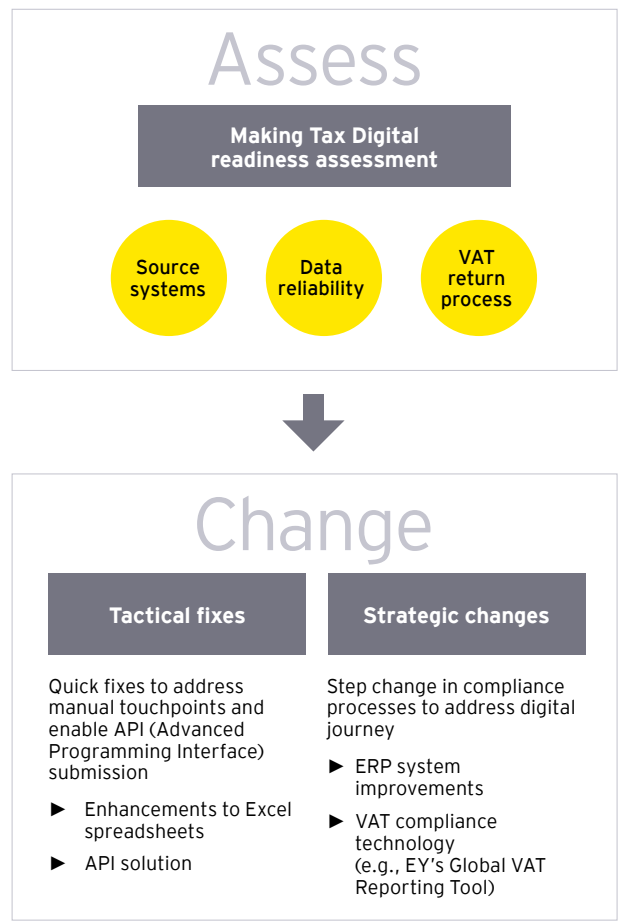 Assess
Making Tax Digital
readiness assessment
Source
systems
Data
reliability
VAT
return
process
Change
Tactical fixes
Quick fixes to address
manual touchpoints and
enable API (Advanced
Programming Interface)
submission
► Enhancements to Excel
spreadsheets
► API solution
Strategic changes
Step change in compliance
processes to address digital
journey
► ERP system
improvements
► VAT compliance
technology
(e.g., EY's Global VAT
Reporting Tool)